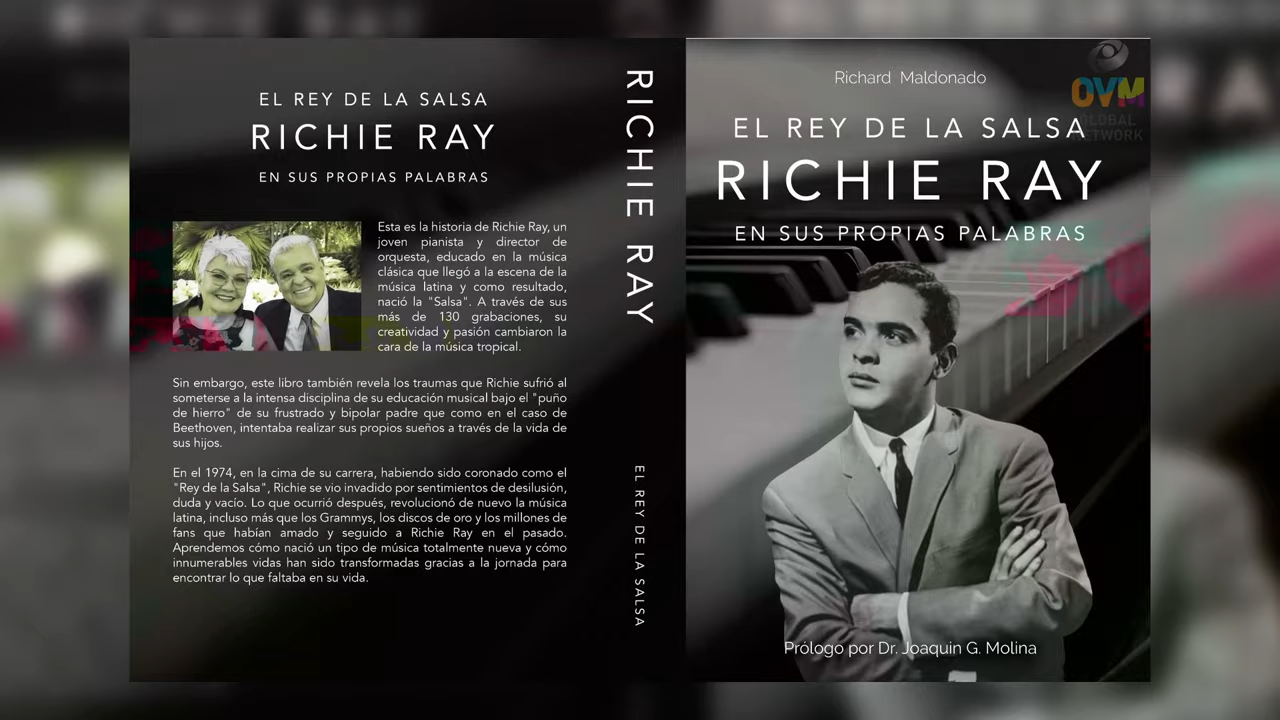 EL REY DE LA SALSA
RICHIE RAY
EN SUS PROPIAS PALABRAS
Esta es la historia de Richie Ray, un
joven pianista y director de
orquesta, educado en la música
clásica que llegó a la escena de la
música latina y como resultado,
nació la "Salsa". A través de sus
más de 130 grabaciones, su
creatividad y pasión cambiaron la
cara de la música tropical.
Sin embargo, este libro también revela los traumas que Richie sufrió al
someterse a la intensa disciplina de su educación musical bajo el "puño
de hierro" de su frustrado y bipolar padre que como en el caso de
Beethoven, intentaba realizar sus propios sueños a través de la vida de
sus hijos.
En el 1974, en la cima de su carrera, habiendo sido coronado como el
"Rey de la Salsa", Richie se vio invadido por sentimientos de desilusión,
duda y vacío. Lo que ocurrió después, revolucionó de nuevo la música
latina, incluso más que los Grammys, los discos de oro y los millones de
fans que habían amado y seguido a Richie Ray en el pasado.
Aprendemos cómo nació un tipo de música totalmente nueva y cómo
innumerables vidas han sido transformadas gracias a la jornada para
encontrar lo que faltaba en su vida.
RICHIE RAY
EL REY DE LA SALSA
Richard Maldonado
OVM
GLOBAL
NETWORK
EL REY DE LA SALSA
RICHIE RAY
EN SUS PROPIAS PALABRAS
Prólogo por Dr. Joaquin G. Molina